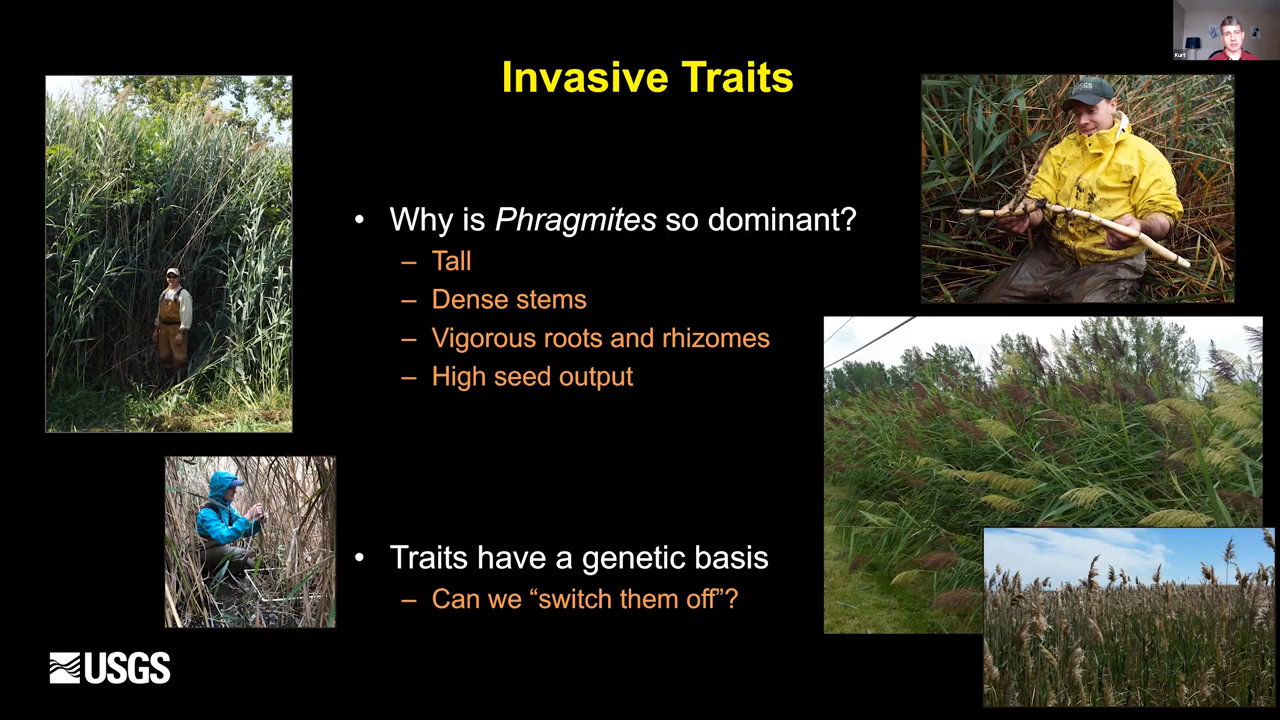 Kurt
Invasive Traits
GS
• Why is Phragmites so dominant?
– Tall
– Dense stems
– Vigorous roots and rhizomes
– High seed output
• Traits have a genetic basis
– Can we “switch them off”?
USGS